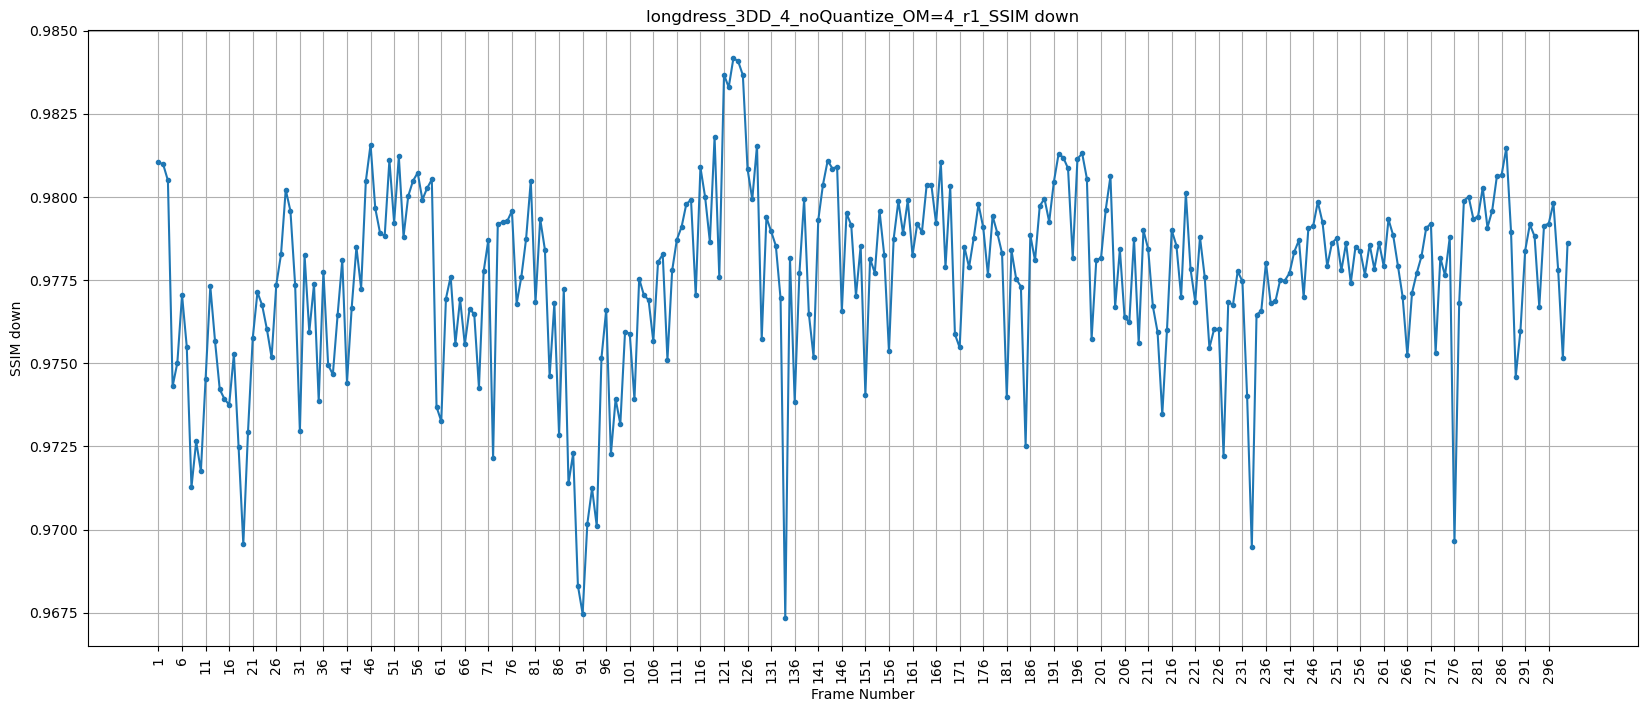 longdress_3DD_4_noQuantize_OM=4_r1_SSIM down
0.9850
0.9825
0.9800
0.9775
0.9750
0.9725
0.9700
0.9675
SSIM down
1 6 11 16 21 26 31 36 41 46 51 56 61 66 71 76 81 86 91 96 101 106 111 116 121 126 131 136 141 146 151 156 161 166 171 176 181 186 191 196 201 206 211 216 221 226 231 236 241 246 251 256 261 266 271 276 281 286 291 296
Frame Number